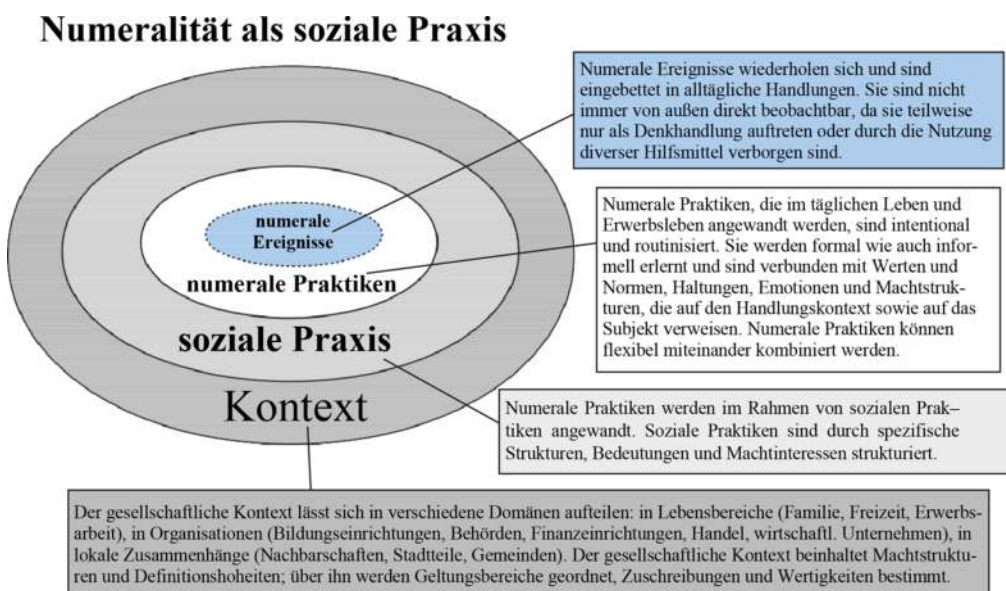 Numeralität als soziale Praxis
Numerale Ereignisse wiederholen sich und sind
eingebettet in alltägliche Handlungen. Sie sind nicht
immer von außen direkt beobachtbar, da sie teilweise
nur als Denkhandlung auftreten oder durch die Nutzung
diverser Hilfsmittel verborgen sind.
numerale
Ereignisse
numerale Praktiken
soziale Praxis
Kontext
Numerale Praktiken, die im täglichen Leben und
Erwerbsleben angewandt werden, sind intentional
und routinisiert. Sie werden formal wie auch infor-
mell erlernt und sind verbunden mit Werten und
Normen, Haltungen, Emotionen und Machtstruk-
turen, die auf den Handlungskontext sowie auf das
Subjekt verweisen. Numerale Praktiken können
flexibel miteinander kombiniert werden.
Numerale Praktiken werden im Rahmen von sozialen Prak–
tiken angewandt. Soziale Praktiken sind durch spezifische
Strukturen, Bedeutungen und Machtinteressen strukturiert.
Der gesellschaftliche Kontext lässt sich in verschiedene Domänen aufteilen: in Lebensbereiche (Familie, Freizeit, Erwerbs-
arbeit), in Organisationen (Bildungseinrichtungen, Behörden, Finanzeinrichtungen, Handel, wirtschaftl. Unternehmen), in
lokale Zusammenhänge (Nachbarschaften, Stadtteile, Gemeinden). Der gesellschaftliche Kontext beinhaltet Machtstruktu-
ren und Definitionshoheiten; über ihn werden Geltungsbereiche geordnet, Zuschreibungen und Wertigkeiten bestimmt.